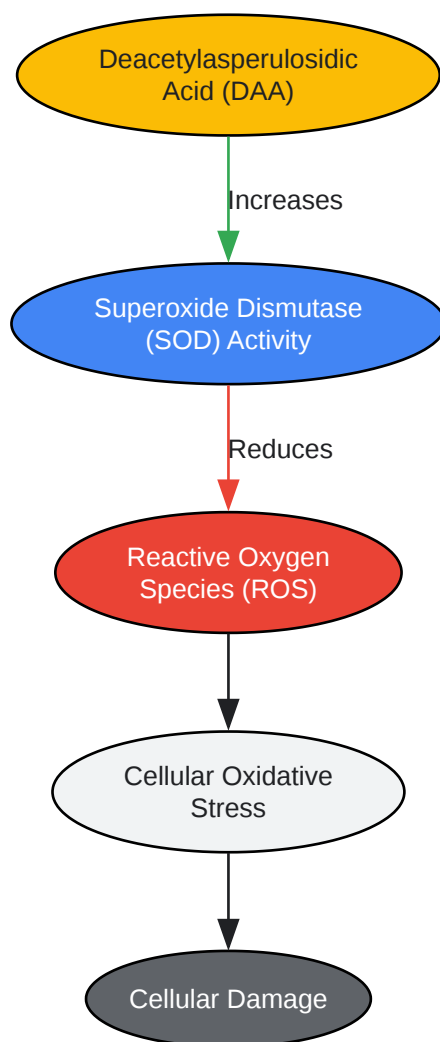 Deacetylasperulosidic
Acid (DAA)
Increases
Superoxide Dismutase
(SOD) Activity
Reduces
Reactive Oxygen
Species (ROS)
Cellular Oxidative
Stress
Cellular Damage